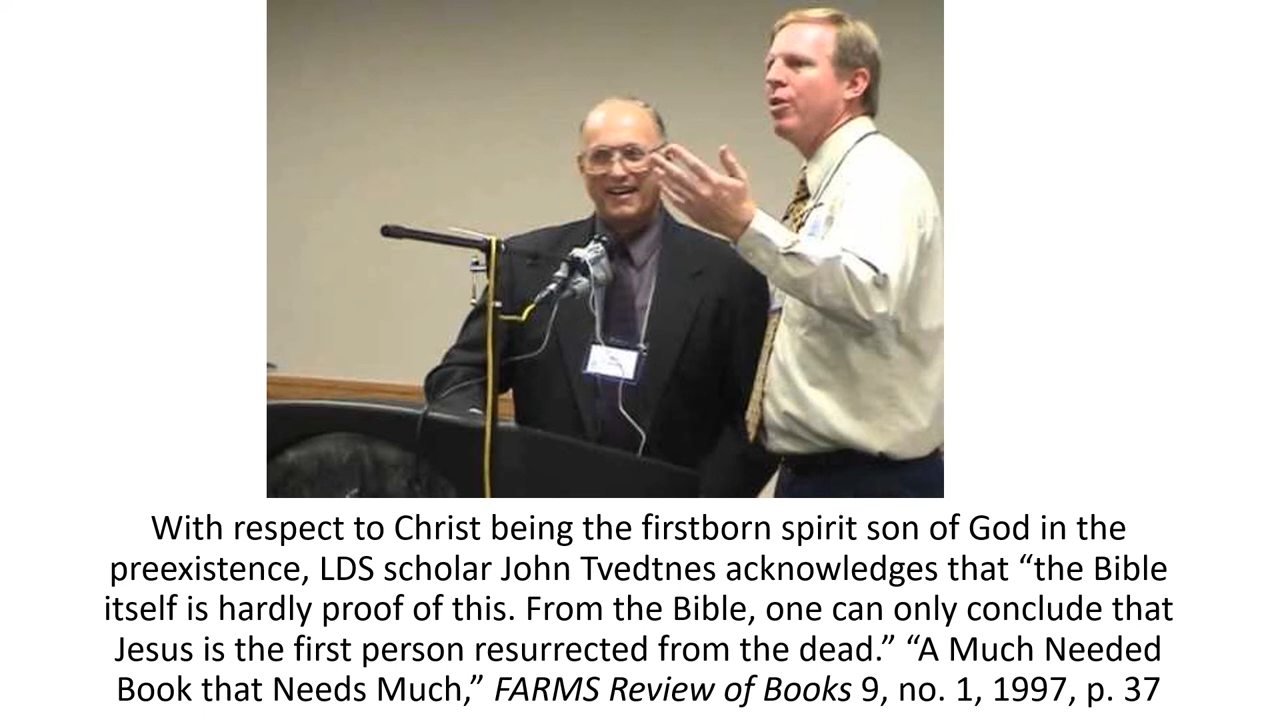 With respect to Christ being the firstborn spirit son of God in the
preexistence, LDS scholar John Tvedtnes acknowledges that “the Bible
itself is hardly proof of this. From the Bible, one can only conclude that
Jesus is the first person resurrected from the dead.” “A Much Needed
Book that Needs Much,” FARMS Review of Books 9, no. 1, 1997, p. 37